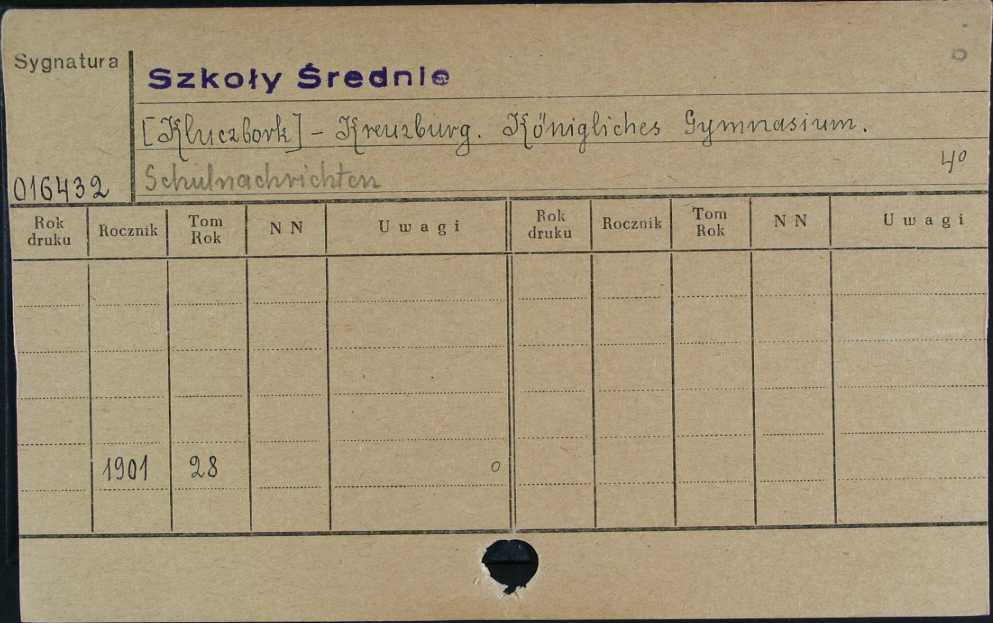 Sygnatura
Szkoły Średnie
[Kluczbork] - Kreuzburg. Königliches Gymnasium.
4º
016432 Schulnachrichten
Rok druku Rocznik Tom Rok N N Uwagi Rok druku Rocznik Tom Rok N N Uwagi
1901 28 o